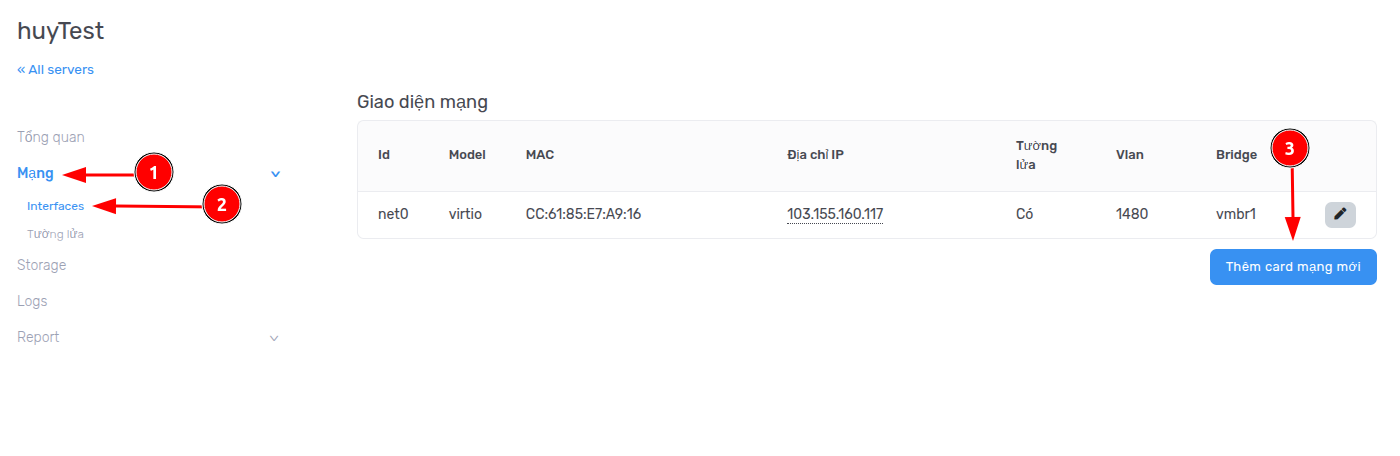 huyTest
« All servers
Tổng quan
Mạng
1
Interfaces
2
Tường lửa
Storage
Logs
Report
Giao diện mạng
Id Model MAC Địa chỉ IP Tường lửa Vlan Bridge
3
net0 virtio CC:61:85:E7:A9:16 103.155.160.117 Có 1480 vmbr1
Thêm card mạng mới